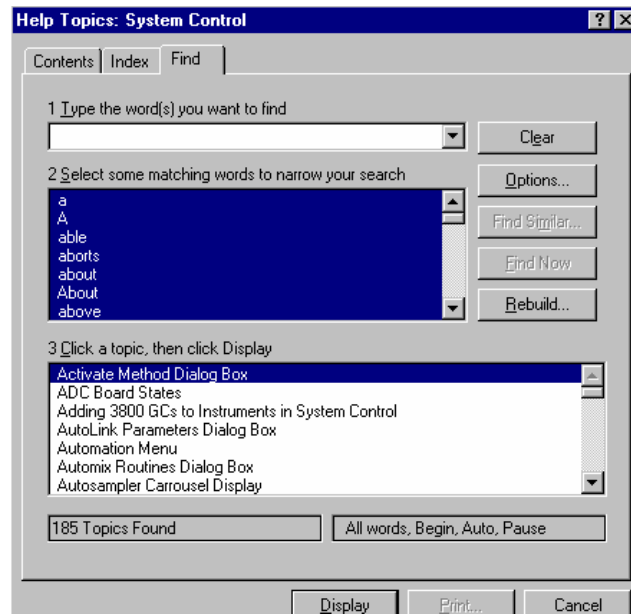 Help Topics: System Control
Contents Index Find
1 Type the word(s) you want to find
Clear
2 Select some matching words to narrow your search
Options...
a
A
able
aborts
about
About
above
Find Similar...
Find Now
Rebuild...
3 Click a topic, then click Display
Activate Method Dialog Box
ADC Board States
Adding 3800 GCs to Instruments in System Control
AutoLink Parameters Dialog Box
Automation Menu
Automix Routines Dialog Box
Autosampler Carrousel Display
185 Topics Found All words, Begin, Auto, Pause
Display Print... Cancel